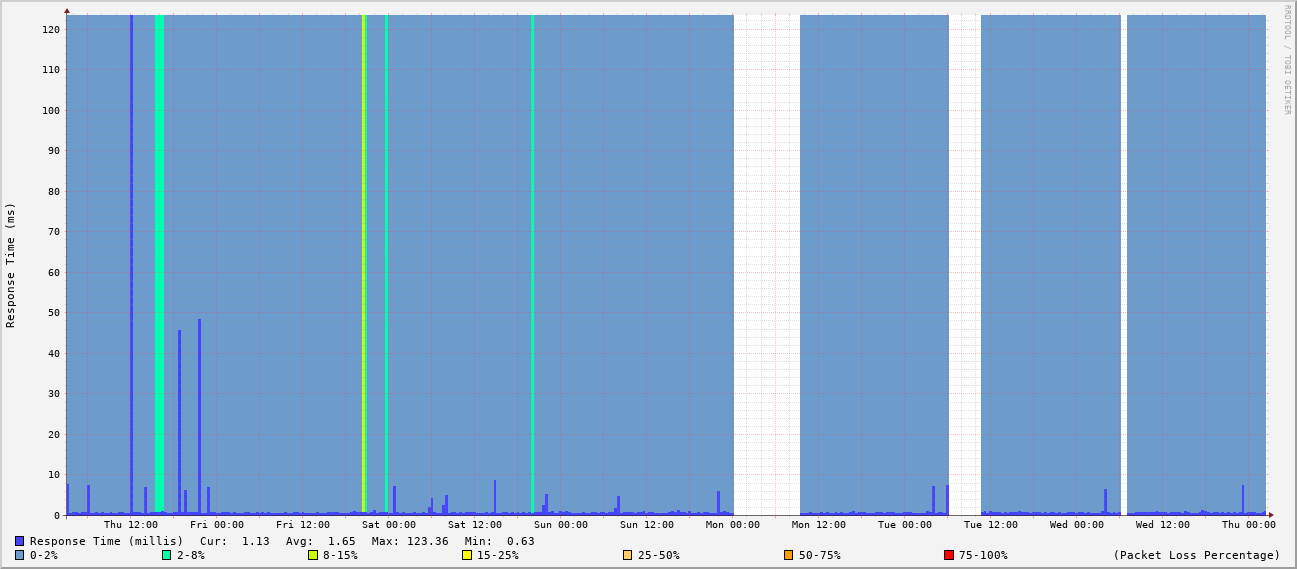 RRDTOOL / TOBI OETIKER
Response Time (ms)
120
110
100
90
80
70
60
50
40
30
20
10
0
Thu 12:00 Fri 00:00 Fri 12:00 Sat 00:00 Sat 12:00 Sun 00:00 Sun 12:00 Mon 00:00 Mon 12:00 Tue 00:00 Tue 12:00 Wed 00:00 Wed 12:00 Thu 00:00
Response Time (millis) Cur: 1.13 Avg: 1.65 Max: 123.36 Min: 0.63
0-2% 2-8% 8-15% 15-25% 25-50% 50-75% 75-100% (Packet Loss Percentage)